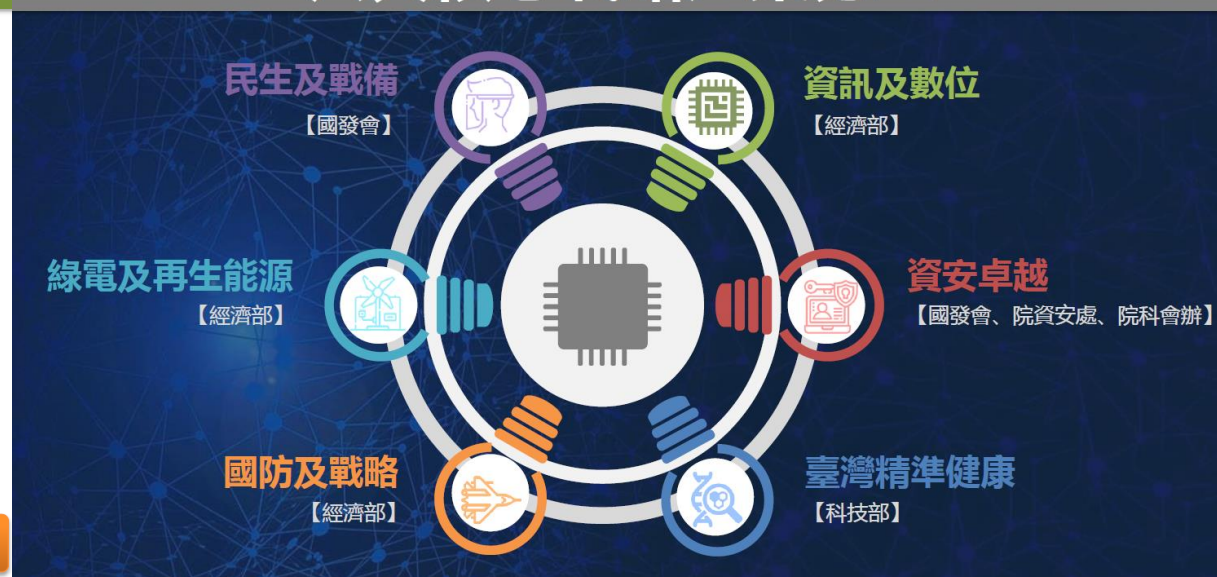 民生及戰備
【國發會】
資訊及數位
【經濟部】
綠電及再生能源
【經濟部】
資安卓越
【國發會、院資安處、院科會辦】
國防及戰略
【經濟部】
臺灣精準健康
【科技部】